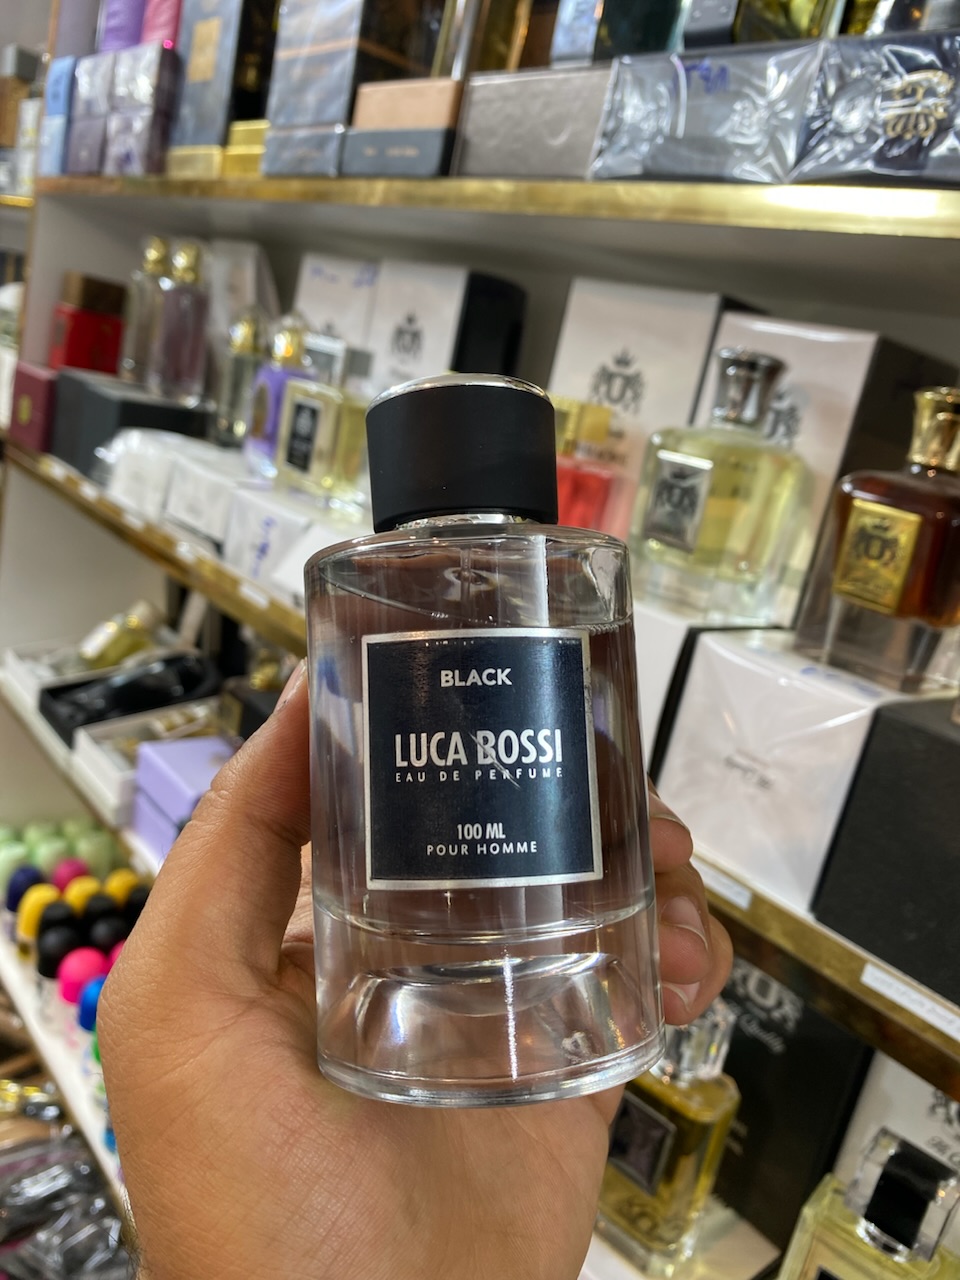 BLACK
LUCA BOSSI
EAU DE PERFUME
100 ML
POUR HOMME